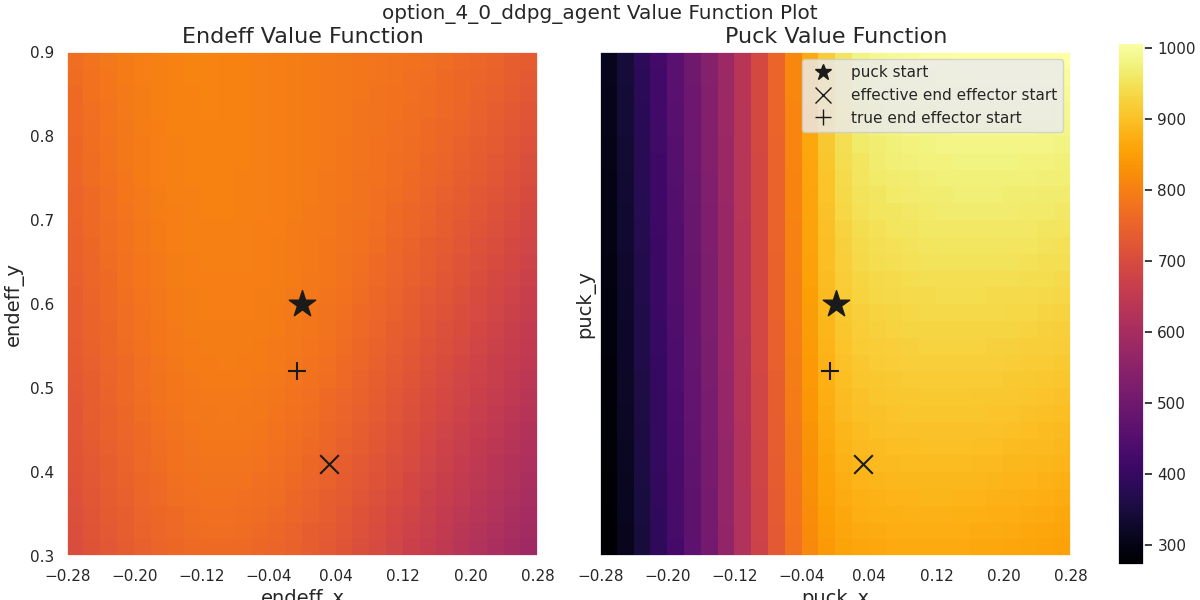 option_4_0_ddpg_agent Value Function Plot
Endeff Value Function
Puck Value Function
0.9
0.8
0.7
0.6
0.5
0.4
0.3
endeff_y
−0.28 −0.20 −0.12 −0.04 0.04 0.12 0.20 0.28
endeff_x
puck_y
puck start
effective end effector start
true end effector start
−0.28 −0.20 −0.12 −0.04 0.04 0.12 0.20 0.28
puck_x
1000
900
800
700
600
500
400
300